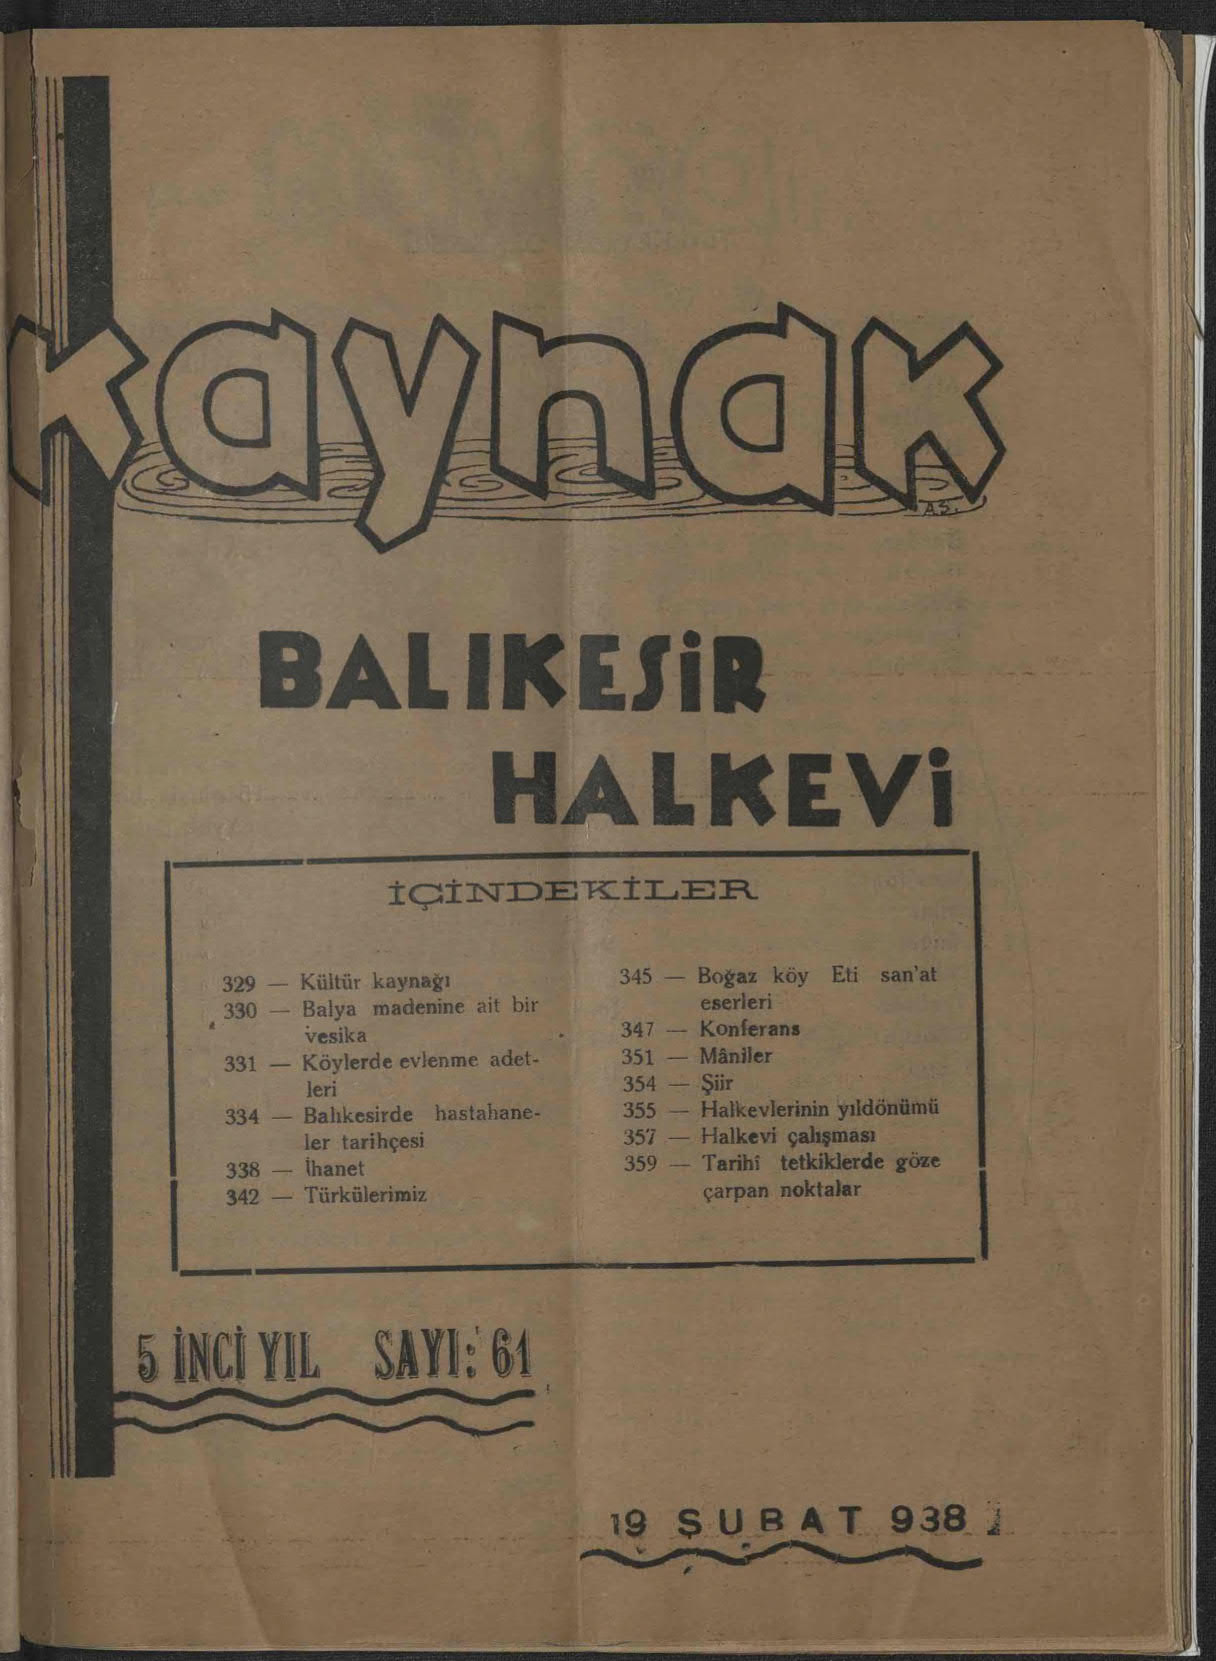 kaynak
A.S.
BALIKESiR
HALKEVi
İÇİNDEKİLER
329 — Kültür kaynağı
330 — Balya madenine ait bir
vesika
331 — Köylerde evlenme adet-
leri
334 — Balıkesirde hastahane-
ler tarihçesi
338 — İhanet
342 — Türkülerimiz
345 — Boğaz köy Eti san'at
eserleri
347 — Konferans
351 — Mâniler
354 — Şiir
355 — Halkevlerinin yıldönümü
357 — Halkevi çalışması
359 — Tarihî tetkiklerde göze
çarpan noktalar
5 İNCİ YIL SAYI: 61
19 ŞUBAT 938